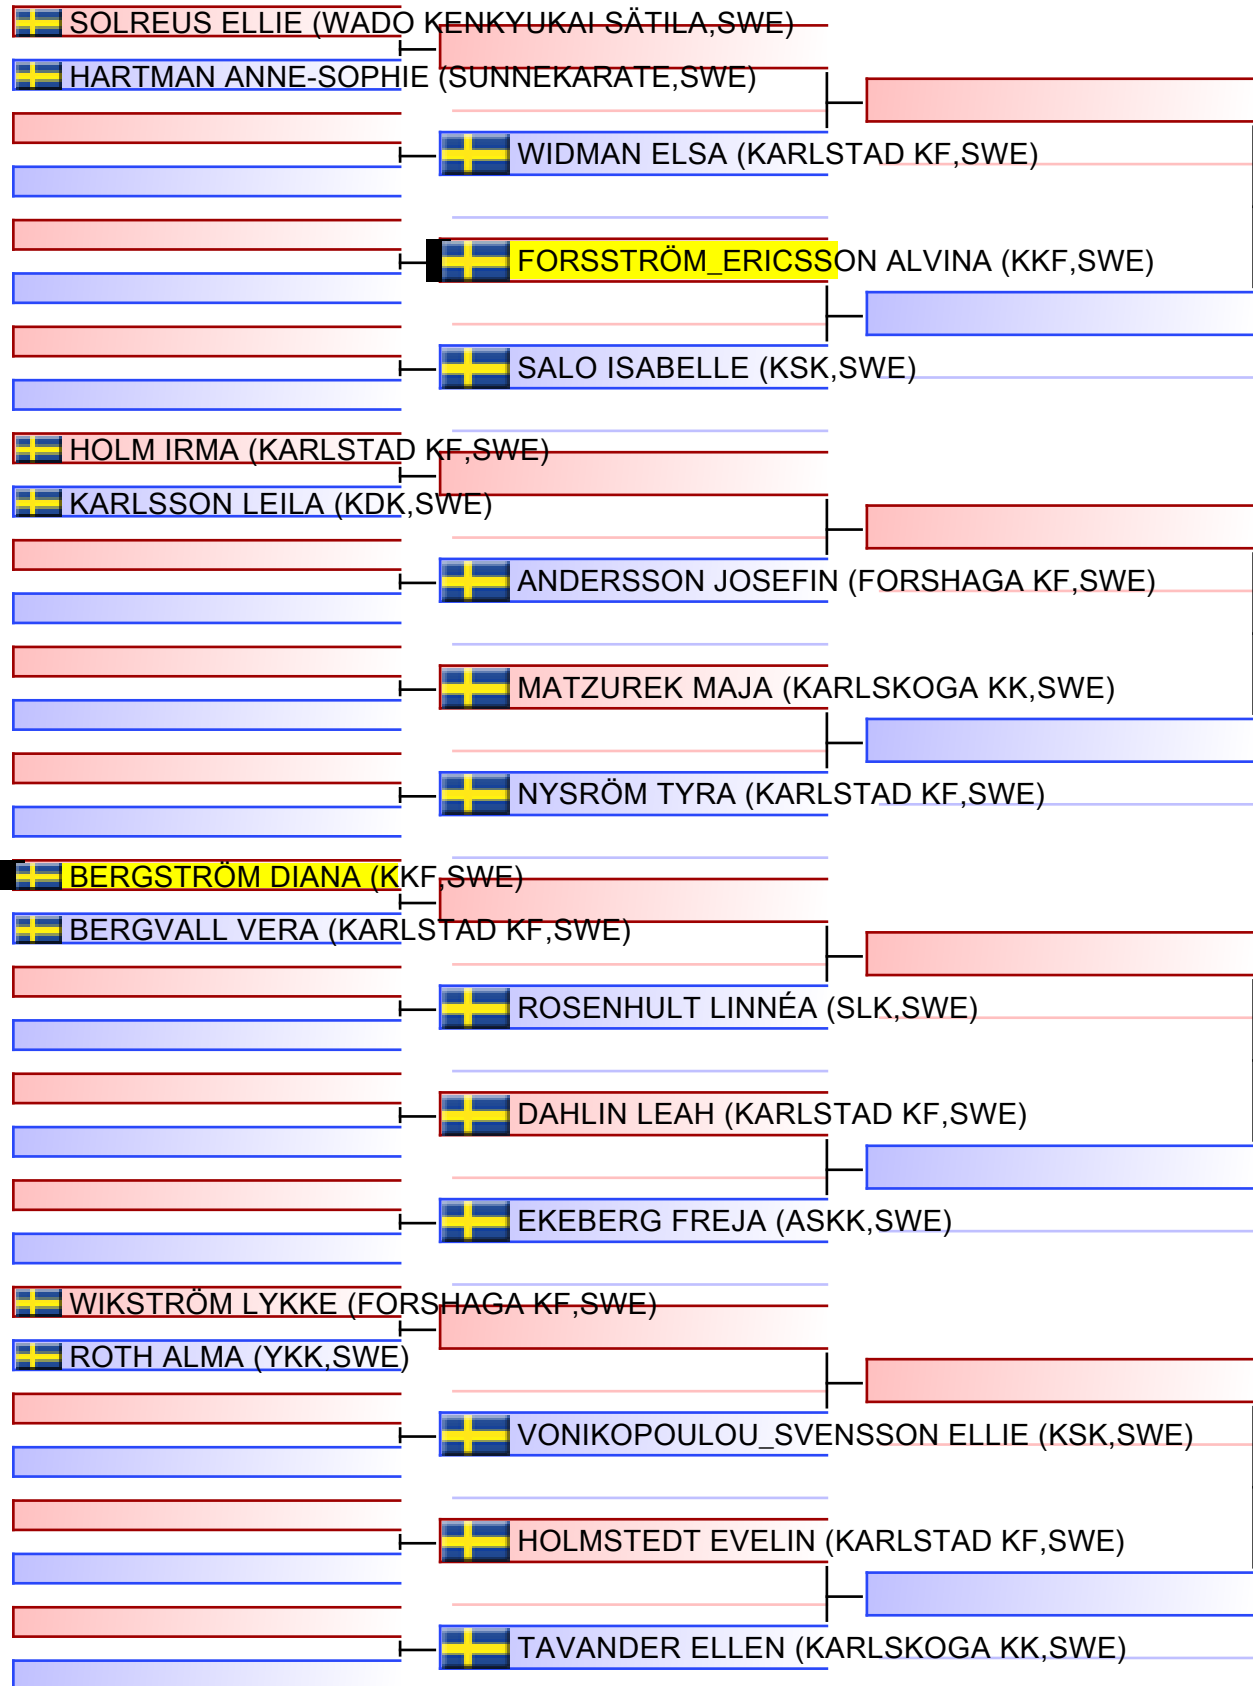 SOLREUS ELLIE (WADO KENKYUKAI SÄTILA,SWE)
HARTMAN ANNE-SOPHIE (SUNNEKARATE,SWE)
WIDMAN ELSA (KARLSTAD KF,SWE)
FORSSTRÖM_ERICSSON ALVINA (KKF,SWE)
SALO ISABELLE (KSK,SWE)
HOLM IRMA (KARLSTAD KF,SWE)
KARLSSON LEILA (KDK,SWE)
ANDERSSON JOSEFIN (FORSHAGA KF,SWE)
MATZUREK MAJA (KARLSKOGA KK,SWE)
NYSRÖM TYRA (KARLSTAD KF,SWE)
BERGSTRÖM DIANA (KKF,SWE)
BERGVALL VERA (KARLSTAD KF,SWE)
ROSENHULT LINNÉA (SLK,SWE)
DAHLIN LEAH (KARLSTAD KF,SWE)
EKEBERG FREJA (ASKK,SWE)
WIKSTRÖM LYKKE (FORSHAGA KF,SWE)
ROTH ALMA (YKK,SWE)
VONIKOPOULOU_SVENSSON ELLIE (KSK,SWE)
HOLMSTEDT EVELIN (KARLSTAD KF,SWE)
TAVANDER ELLEN (KARLSKOGA KK,SWE)